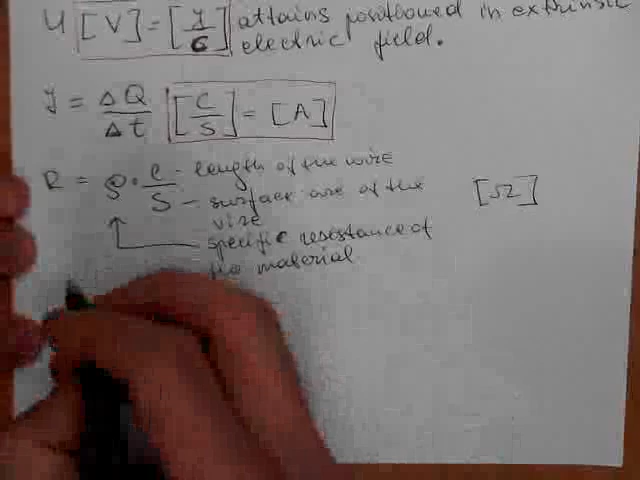 U [V] = [J/C] attains positioned in extrinsic
electric field.
I = ΔQ/Δt [C/S] = [A]
R = ρ · l/S - length of the wire
- surface are of the
wire [Ω]
specific resistance of
the material